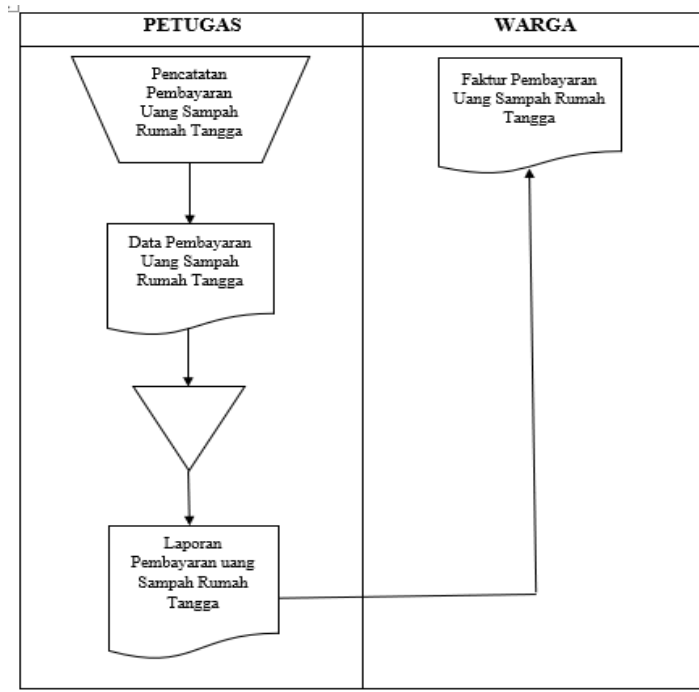 PETUGAS
WARGA
Pencatatan
Pembayaran
Uang Sampah
Rumah Tangga
Data Pembayaran
Uang Sampah
Rumah Tangga
Laporan
Pembayaran uang
Sampah Rumah
Tangga
Faktur Pembayaran
Uang Sampah Rumah
Tangga